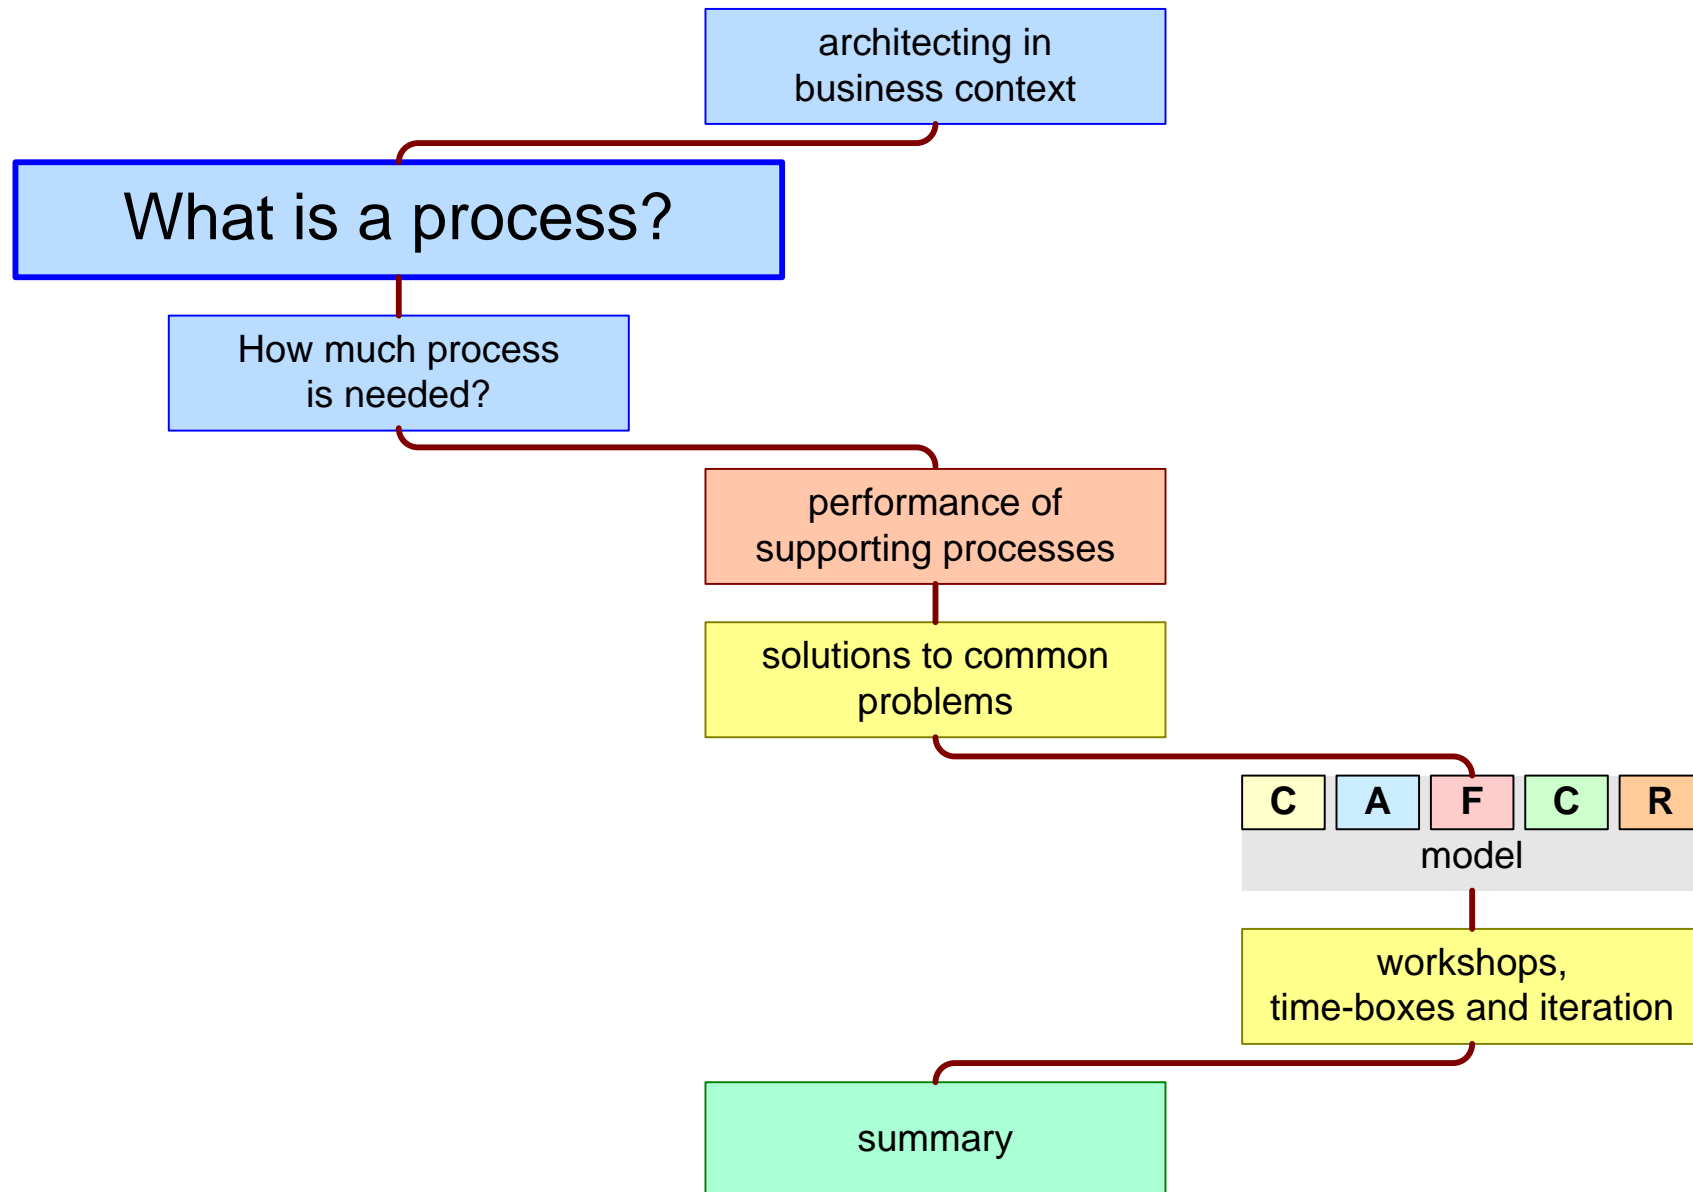 architecting in
business context
What is a process?
How much process
is needed?
performance of
supporting processes
solutions to common
problems
C A F C R
model
workshops,
time-boxes and iteration
summary